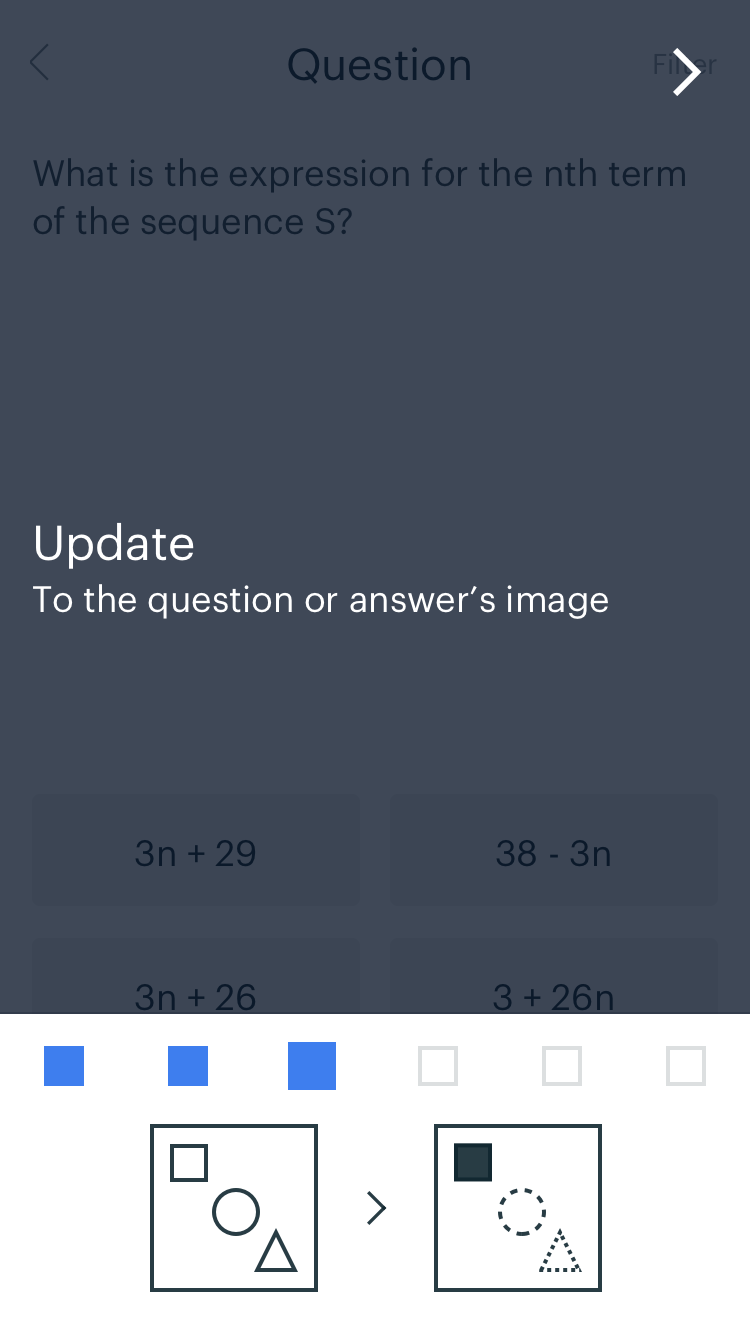 Question
Filter
What is the expression for the nth term
of the sequence S?
Update
To the question or answer’s image
3n + 29
38 - 3n
3n + 26
3 + 26n